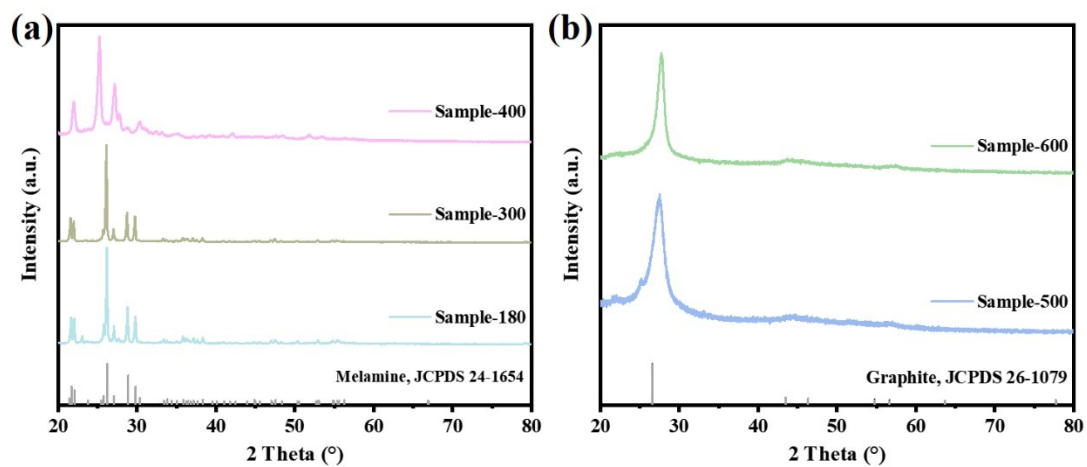 (a)
Sample-400
Sample-300
Sample-180
Melamine, JCPDS 24-1654
Intensity (a.u.)
20 30 40 50 60 70 80
2 Theta (°)
(b)
Sample-600
Sample-500
Graphite, JCPDS 26-1079
Intensity (a.u.)
20 30 40 50 60 70 80
2 Theta (°)